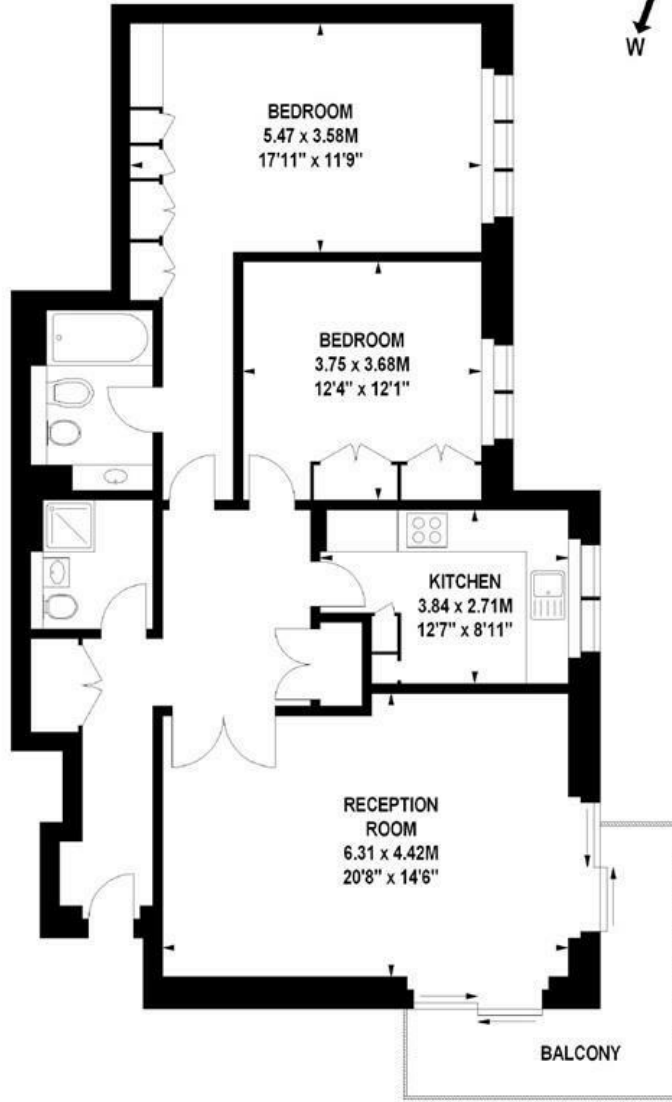 W
BEDROOM
5.47 x 3.58M
17'11" x 11'9"
BEDROOM
3.75 x 3.68M
12'4" x 12'1"
KITCHEN
3.84 x 2.71M
12'7" x 8'11"
RECEPTION
ROOM
6.31 x 4.42M
20'8" x 14'6"
BALCONY